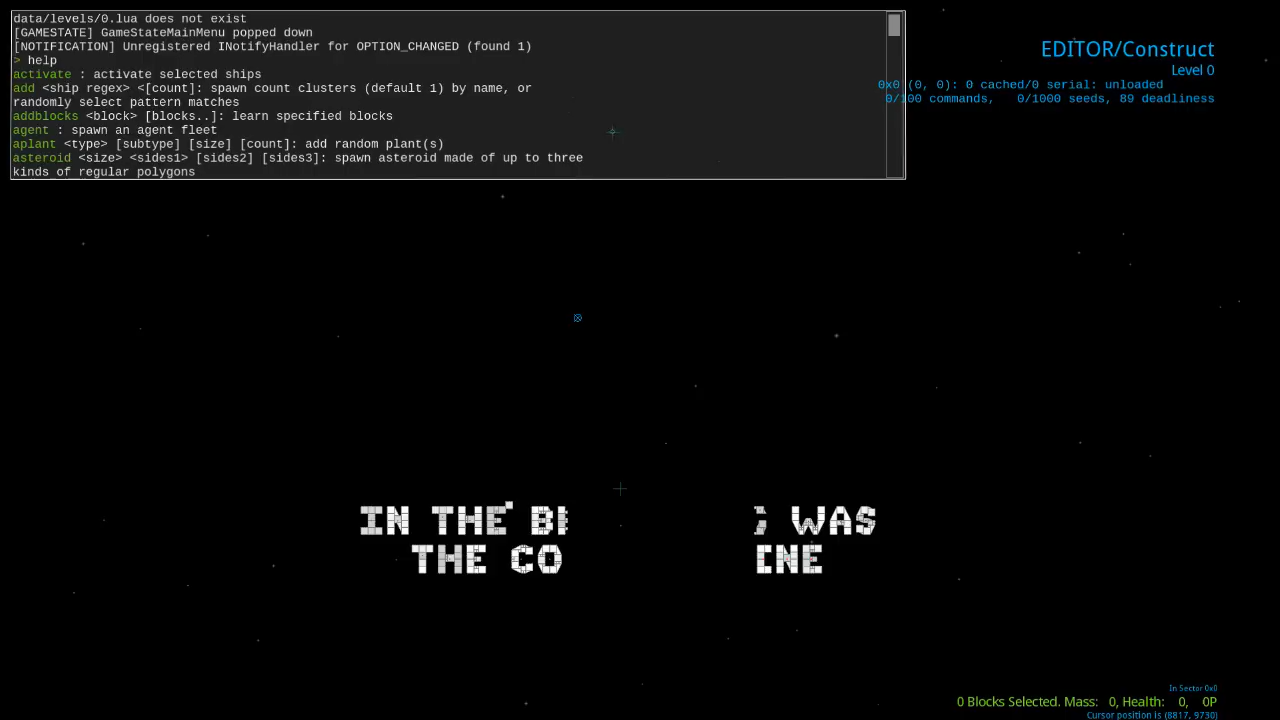 data/levels/0.lua does not exist
[GAMESTATE] GameStateMainMenu popped down
[NOTIFICATION] Unregistered INotifyHandler for OPTION_CHANGED (found 1)
> help
activate : activate selected ships
add <ship regex> <[count]: spawn count clusters (default 1) by name, or
randomly select pattern matches
addblocks <block> [blocks..]: learn specified blocks
agent : spawn an agent fleet
aplant <type> [subtype] [size] [count]: add random plant(s)
asteroid <size> <sides1> [sides2] [sides3]: spawn asteroid made of up to three
kinds of regular polygons
EDITOR/Construct
Level 0
0x0 (0, 0): 0 cached/0 serial: unloaded
0/100 commands, 0/1000 seeds, 89 deadliness
IN THE WAS
THE
In Sector 0x0
0 Blocks Selected. Mass: 0, Health: 0, 0P
Cursor position is (8817, 9730)